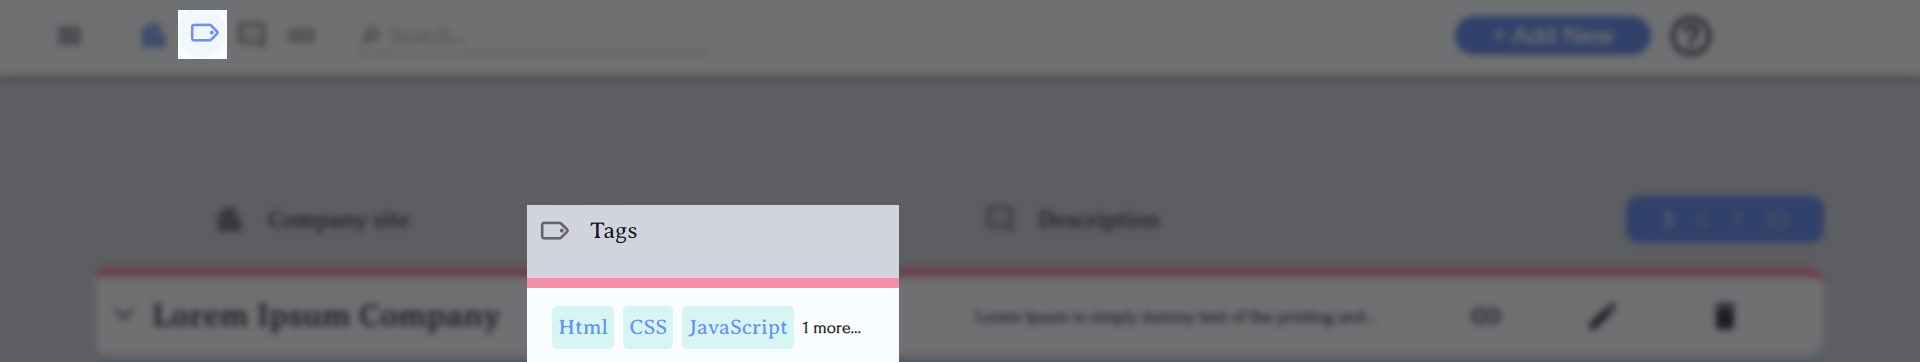 Search...
+ Add New
Company site
Tags
Description
Lorem Ipsum Company
Html
CSS
JavaScript
1 more...
Lorem Ipsum is simply dummy text of the printing and...